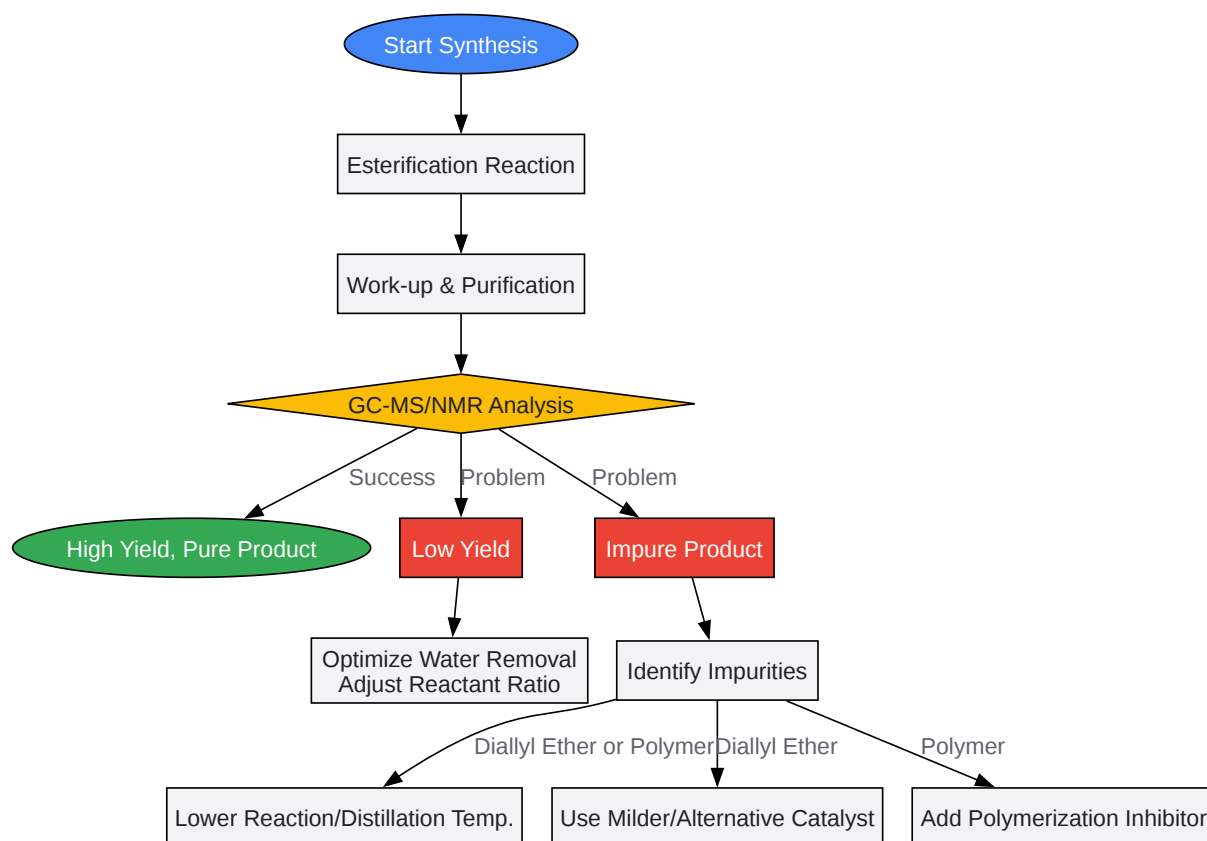 Start Synthesis
Esterification Reaction
Work-up & Purification
GC-MS/NMR Analysis
Success
Problem
Problem
High Yield, Pure Product
Low Yield
Impure Product
Optimize Water Removal
Adjust Reactant Ratio
Identify Impurities
Diallyl Ether or Polymer
Diallyl Ether
Polymer
Lower Reaction/Distillation Temp.
Use Milder/Alternative Catalyst
Add Polymerization Inhibitor